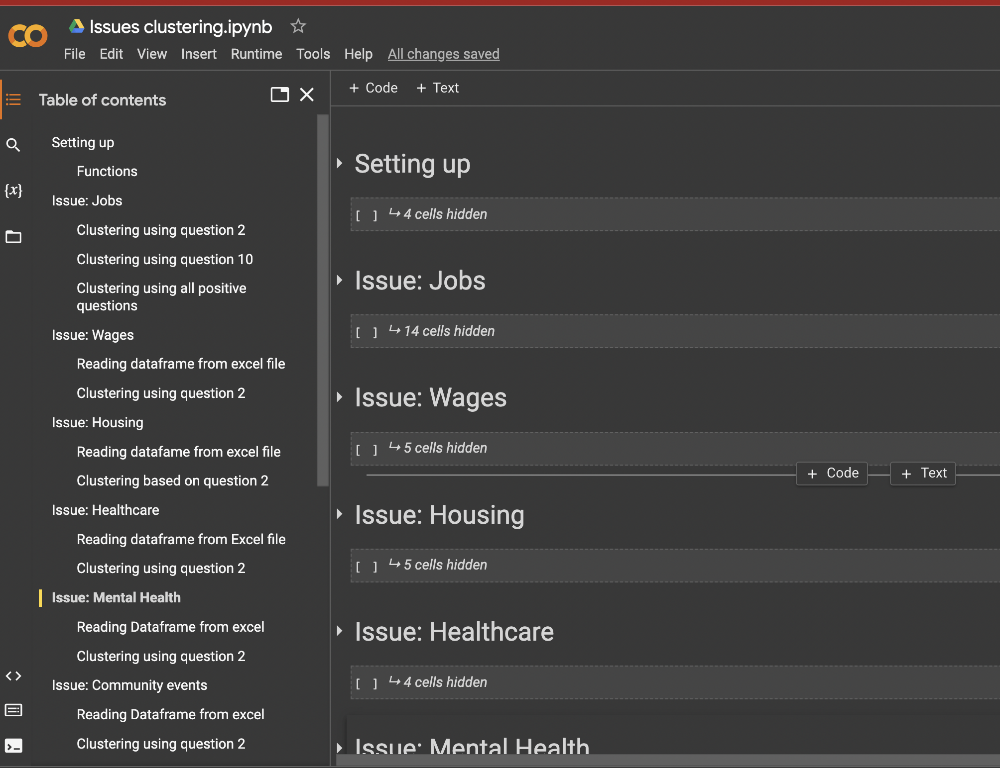 Issues clustering.ipynb
File Edit View Insert Runtime Tools Help All changes saved
Table of contents
Setting up
Functions
Issue: Jobs
Clustering using question 2
Clustering using question 10
Clustering using all positive
questions
Issue: Wages
Reading dataframe from excel file
Clustering using question 2
Issue: Housing
Reading datafame from excel file
Clustering based on question 2
Issue: Healthcare
Reading dataframe from Excel file
Clustering using question 2
Issue: Mental Health
Reading Dataframe from excel
Clustering using question 2
Issue: Community events
Reading Dataframe from excel
Clustering using question 2
{x}
+ Code + Text
Setting up
[ ] ↳ 4 cells hidden
Issue: Jobs
[ ] ↳ 14 cells hidden
Issue: Wages
[ ] ↳ 5 cells hidden
+ Code + Text
Issue: Housing
[ ] ↳ 5 cells hidden
Issue: Healthcare
[ ] ↳ 4 cells hidden
Issue: Mental Health